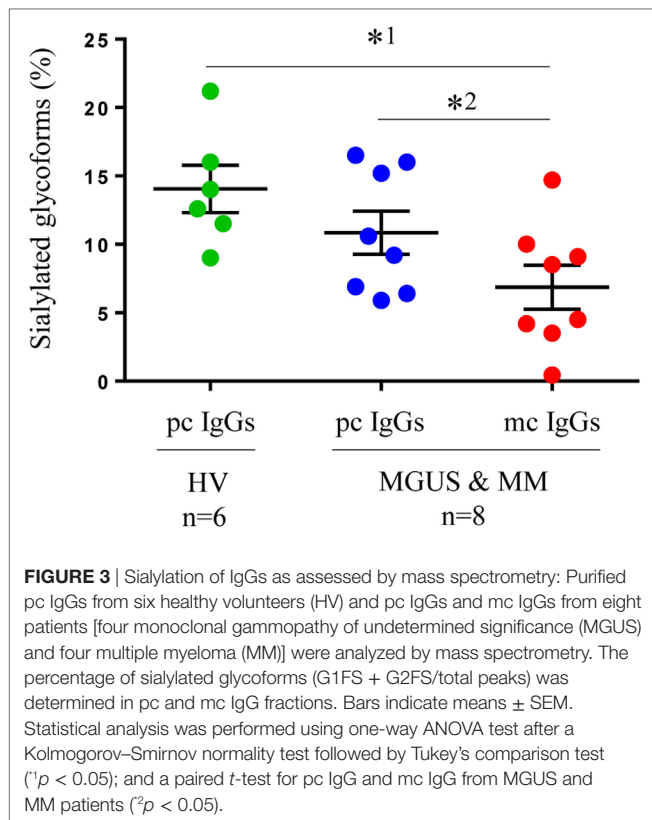 25
20
15
10
5
0
Sialylated glycoforms (%)
*1
*2
pc IgGs pc IgGs mc IgGs
HV MGUS & MM
n=6 n=8
FIGURE 3 | Sialylation of IgGs as assessed by mass spectrometry: Purified
pc IgGs from six healthy volunteers (HV) and pc IgGs and mc IgGs from eight
patients [four monoclonal gammopathy of undetermined significance (MGUS)
and four multiple myeloma (MM)] were analyzed by mass spectrometry. The
percentage of sialylated glycoforms (G1FS + G2FS/total peaks) was
determined in pc and mc IgG fractions. Bars indicate means ± SEM.
Statistical analysis was performed using one-way ANOVA test after a
Kolmogorov–Smirnov normality test followed by Tukey's comparison test
(*1p < 0.05); and a paired t-test for pc IgG and mc IgG from MGUS and
MM patients (*2p < 0.05).